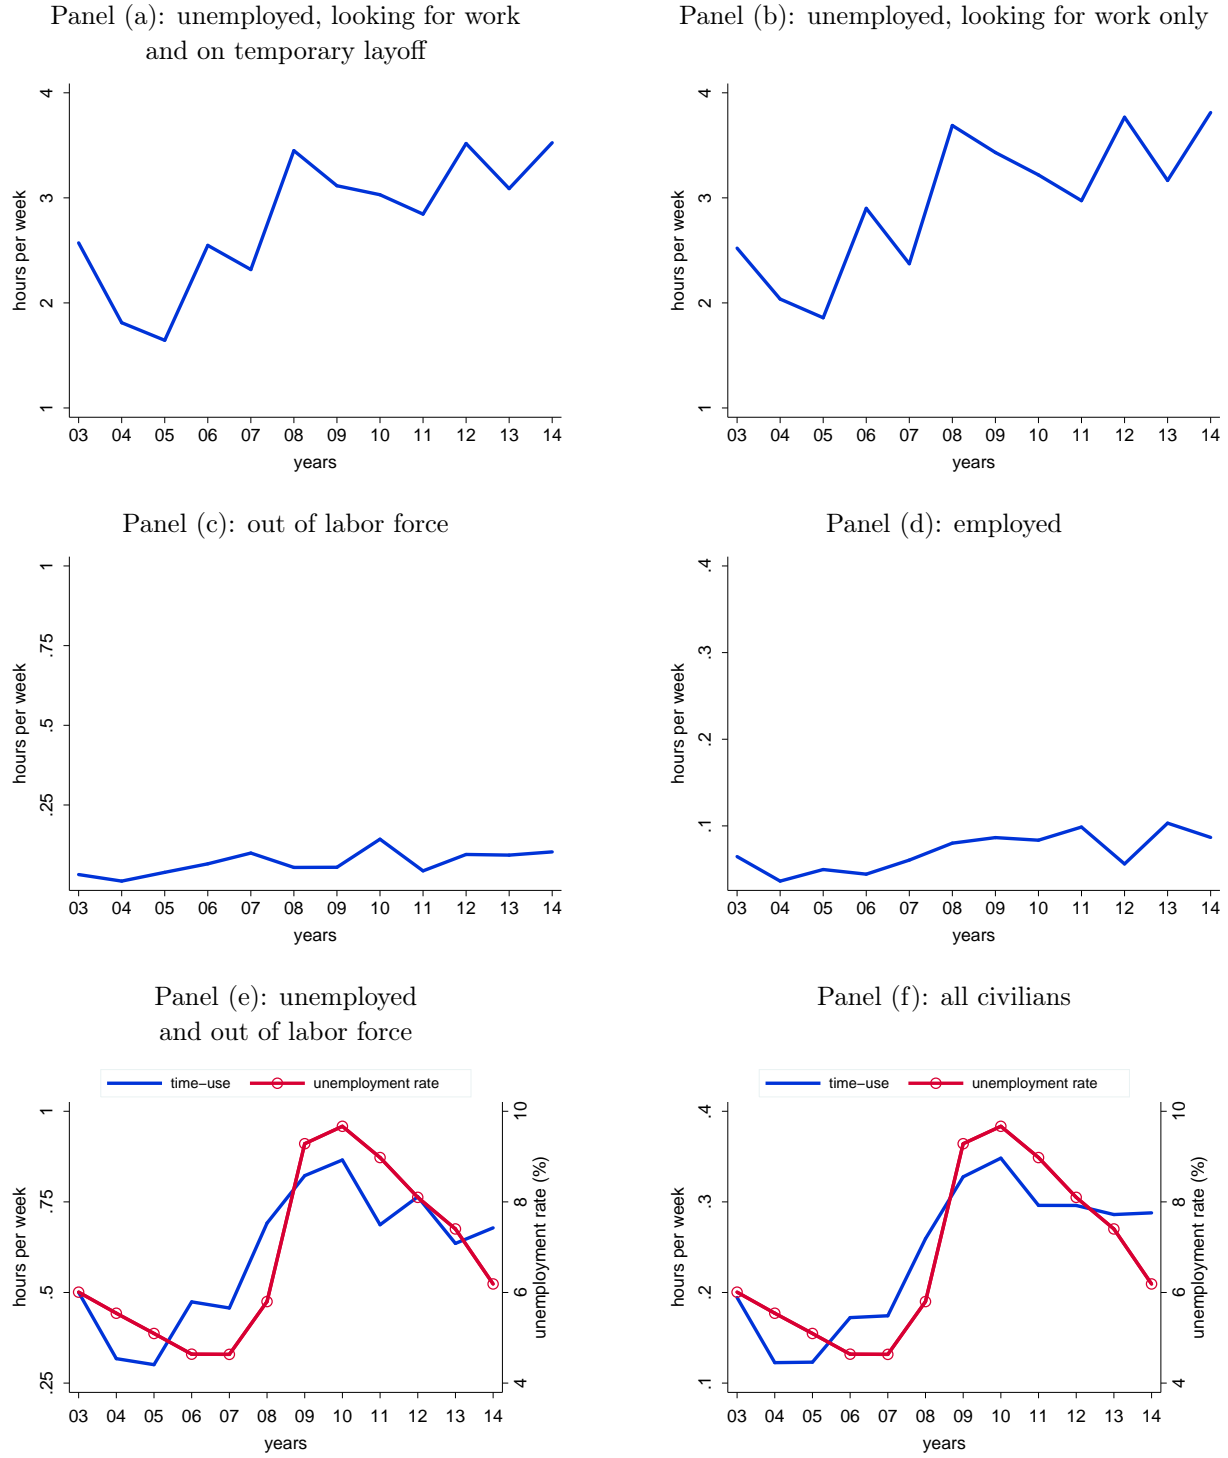 Panel (a): unemployed, looking for work
and on temporary layoff
4
3
2
1
hours per week
03 04 05 06 07 08 09 10 11 12 13 14
years
Panel (b): unemployed, looking for work only
4
3
2
1
hours per week
03 04 05 06 07 08 09 10 11 12 13 14
years
Panel (c): out of labor force
1
.75
.5
.25
hours per week
03 04 05 06 07 08 09 10 11 12 13 14
years
Panel (d): employed
.4
.3
.2
.1
hours per week
03 04 05 06 07 08 09 10 11 12 13 14
years
Panel (e): unemployed
and out of labor force
time−use unemployment rate
1
.75
.5
.25
hours per week
10
8
6
4
unemployment rate (%)
03 04 05 06 07 08 09 10 11 12 13 14
years
Panel (f): all civilians
time−use unemployment rate
.4
.3
.2
.1
hours per week
10
8
6
4
unemployment rate (%)
03 04 05 06 07 08 09 10 11 12 13 14
years